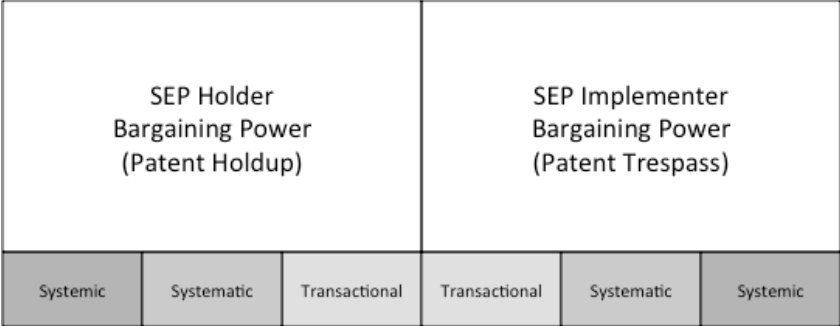 SEP Holder
Bargaining Power
(Patent Holdup)
SEP Implementer
Bargaining Power
(Patent Trespass)
Systemic
Systematic
Transactional
Transactional
Systematic
Systemic